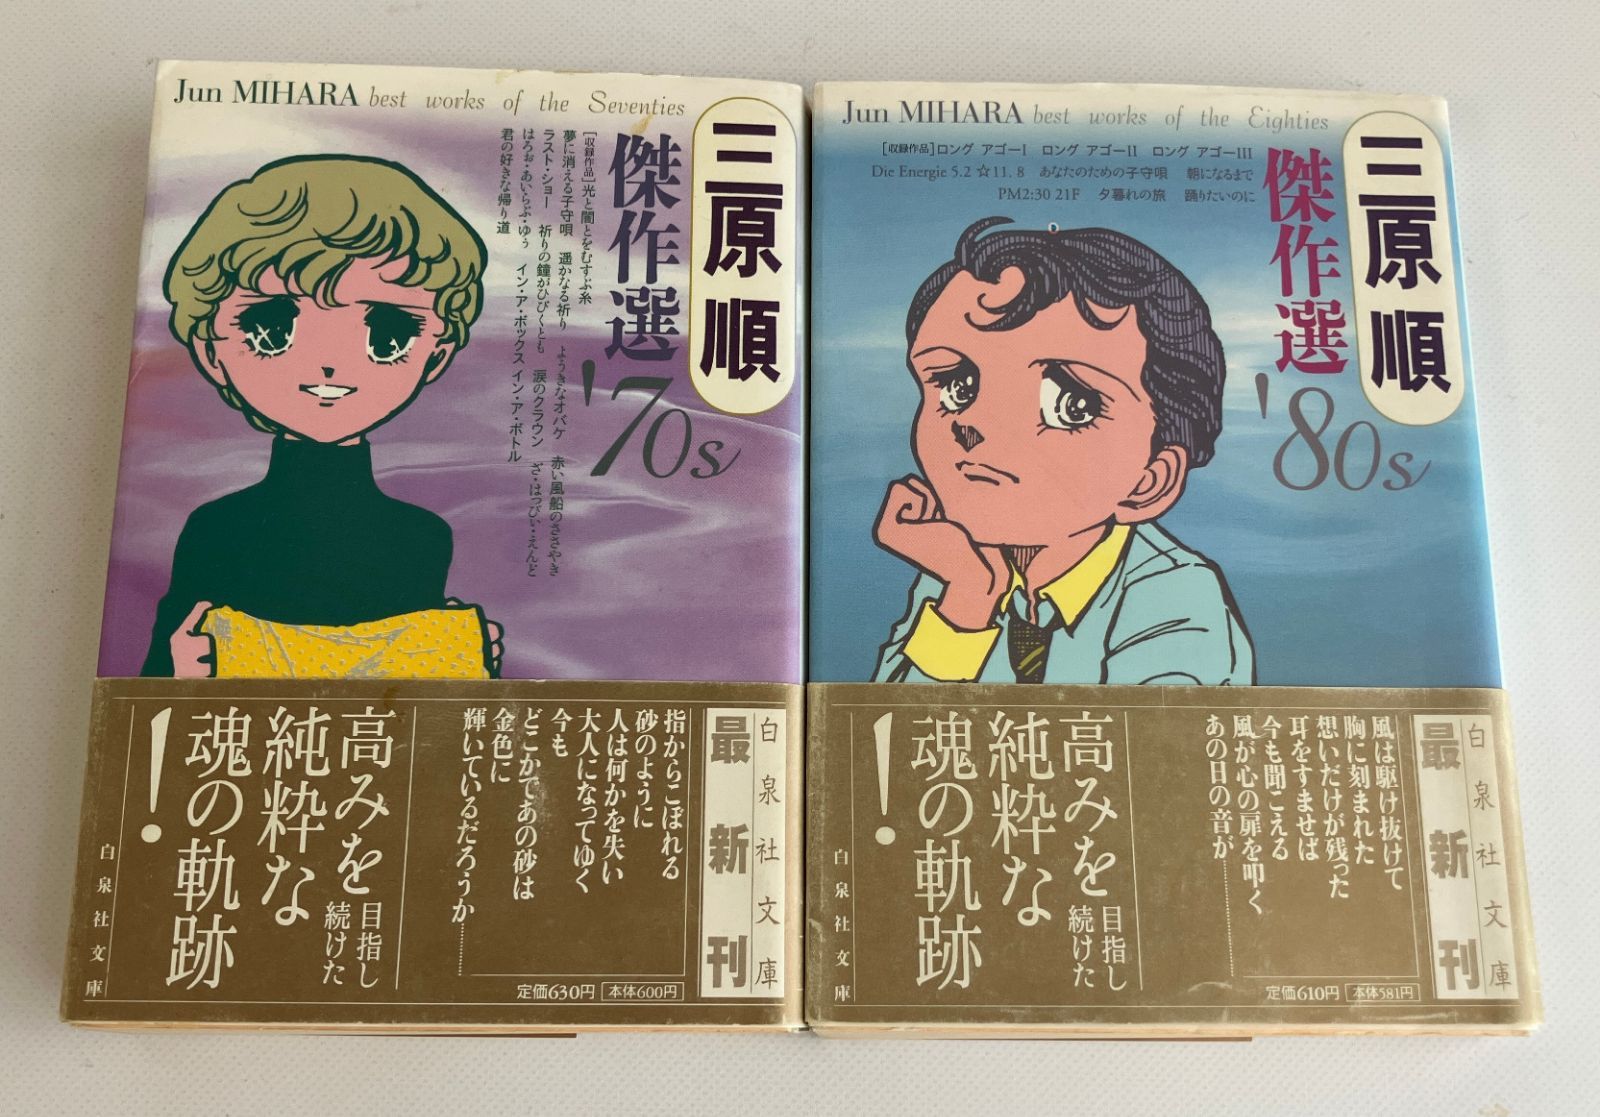 Jun MIHARA best works of the Seventies
三原順
傑作選
'70s
[収録作品]光と闇とをむすぶ糸
夢に消える子守唄 遥かなる祈り ようきなオバケ 赤い風船のささやき
ラスト・ショー 祈りの鐘がひびくとも 涙のクラウン ざ・はっぴい・えんど
はろぉ・あいらぶ・ゆぅ イン・ア・ボックス イン・ア・ボトル
君の好きな帰り道
白泉社文庫
最新刊
指からこぼれる
砂のように
人は何かを失い
大人になってゆく
今も
どこかであの砂は
金色に
輝いているだろうか…………
高みを目指し続けた
純粋な
魂の軌跡
!
白泉社文庫
定価630円 本体600円
Jun MIHARA best works of the Eighties
三原順
傑作選
'80s
[収録作品]ロング アゴーI ロング アゴーII ロング アゴーIII
Die Energie 5.2 ☆11.8 あなたのための子守唄 朝になるまで
PM2:30 21F 夕暮れの旅 踊りたいのに
白泉社文庫
最新刊
風は駆け抜けて
胸に刻まれた
想いだけが残った
耳をすませば
今も聞こえる
風が心の扉を叩く
あの日の音が…………
高みを目指し続けた
純粋な
魂の軌跡
!
白泉社文庫
定価610円 本体581円